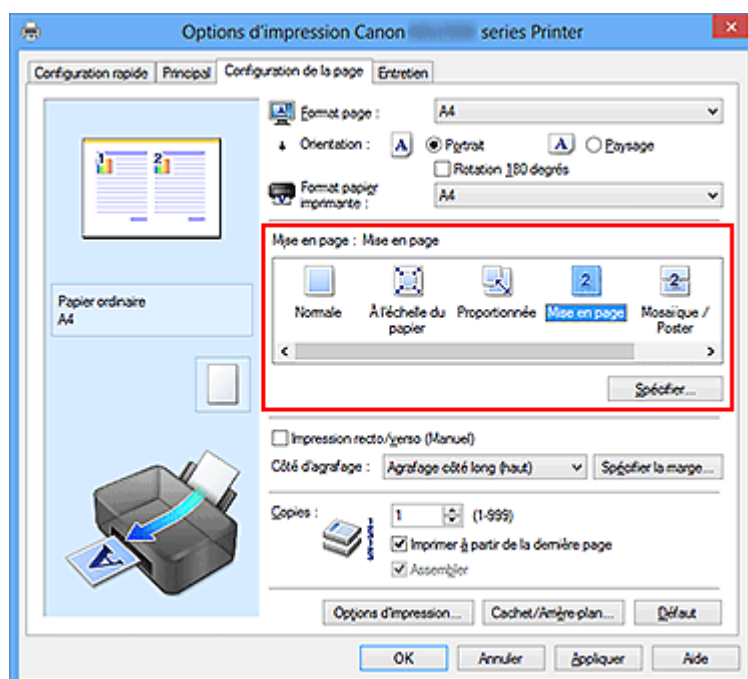 Options d'impression Canon series Printer
Configuration rapide Principal Configuration de la page Entretien
1 2
Papier ordinaire
A4
Format page : A4
Orientation : A Portrait A Paysage
Rotation 180 degrés
Format papier imprimante : A4
Mise en page : Mise en page
2 2
Normale À l'échelle du papier Proportionnée Mise en page Mosaïque / Poster
Spécifier...
Impression recto/verso (Manuel)
Côté d'agrafage : Agrafage côté long (haut) Spécifier la marge...
Copies : 1 (1-999)
Imprimer à partir de la dernière page
Assembler
A
Options d'impression... Cachet/Arrière-plan... Défaut
OK Annuler Appliquer Aide